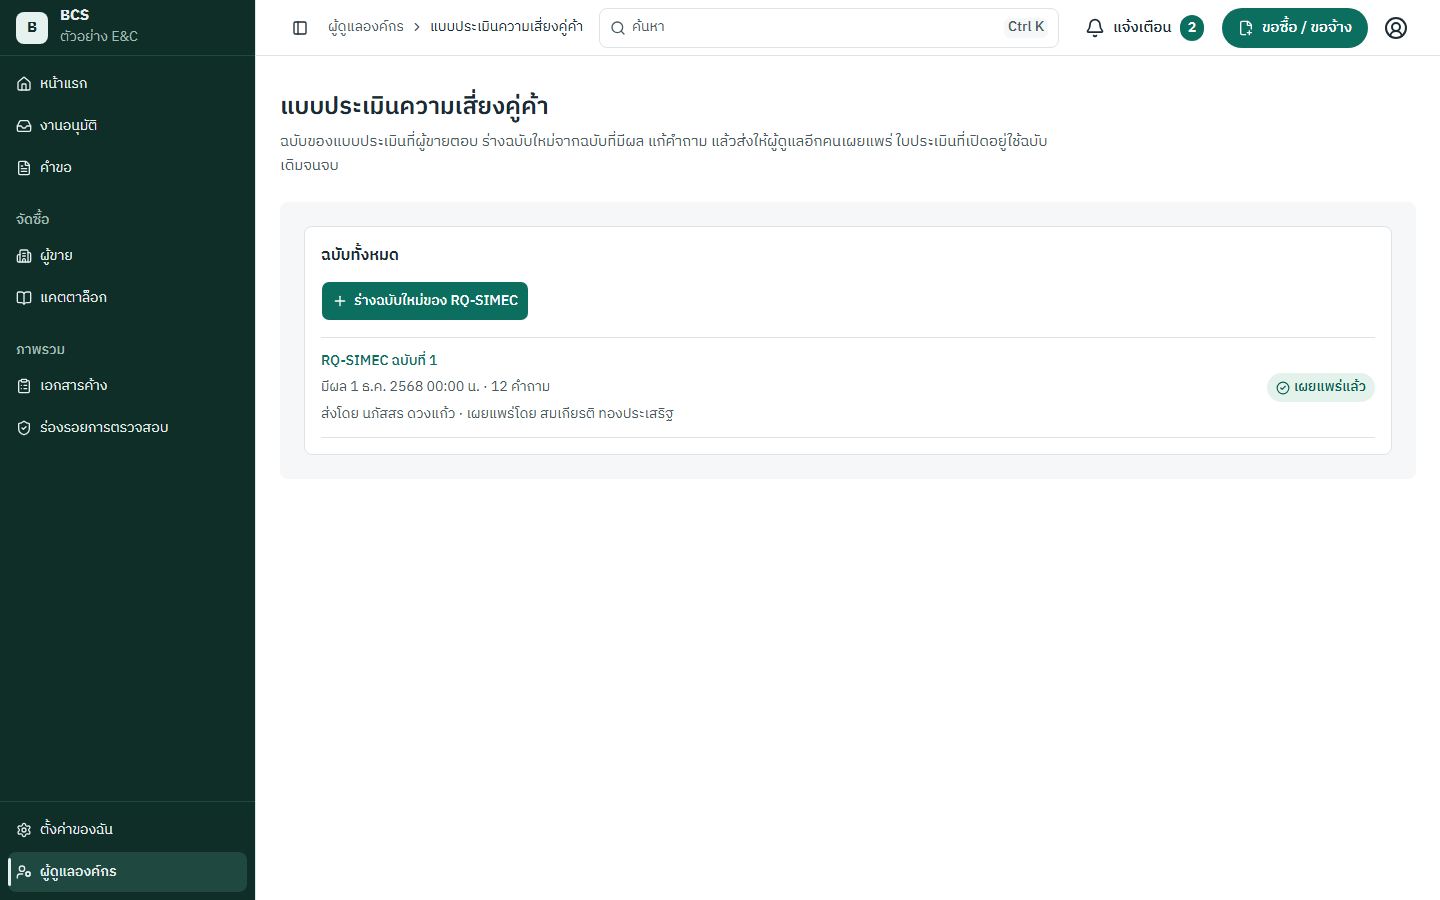 B
BCS
ตัวอย่าง E&C
หน้าแรก
งานอนุมัติ
คำขอ
จัดซื้อ
ผู้ขาย
แคตตาล็อก
ภาพรวม
เอกสารค้าง
ร่องรอยการตรวจสอบ
ตั้งค่าของฉัน
ผู้ดูแลองค์กร
ผู้ดูแลองค์กร
แบบประเมินความเสี่ยงคู่ค้า
ค้นหา
Ctrl K
แจ้งเตือน 2
ขอซื้อ / ขอจ้าง
แบบประเมินความเสี่ยงคู่ค้า
ฉบับของแบบประเมินที่ผู้ขายตอบ ร่างฉบับใหม่จากฉบับที่มีผล แก้คำถาม แล้วส่งให้ผู้ดูแลอีกคนเผยแพร่ ใบประเมินที่เปิดอยู่ใช้ฉบับ
เดิมจนจบ
ฉบับทั้งหมด
ร่างฉบับใหม่ของ RQ-SIMEC
RQ-SIMEC ฉบับที่ 1
มีผล 1 ธ.ค. 2568 00:00 น. · 12 คำถาม
ส่งโดย นภัสสร ดวงแก้ว · เผยแพร่โดย สมเกียรติ ทองประเสริฐ
เผยแพร่แล้ว